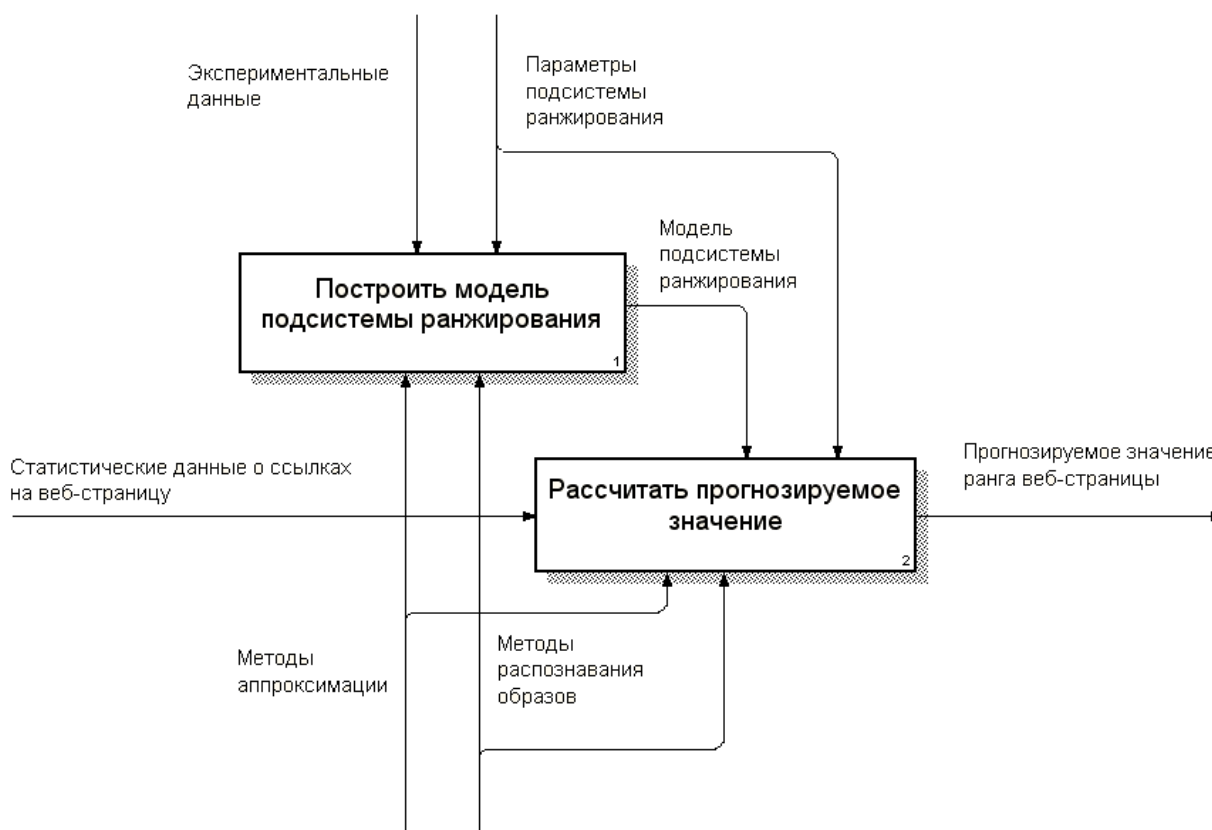 Экспериментальные
данные
Параметры
подсистемы
ранжирования
Модель
подсистемы
ранжирования
Построить модель
подсистемы ранжирования
1
Статистические данные о ссылках
на веб-страницу
Рассчитать прогнозируемое
значение
2
Прогнозируемое значение
ранга веб-страницы
Методы
аппроксимации
Методы
распознавания
образов